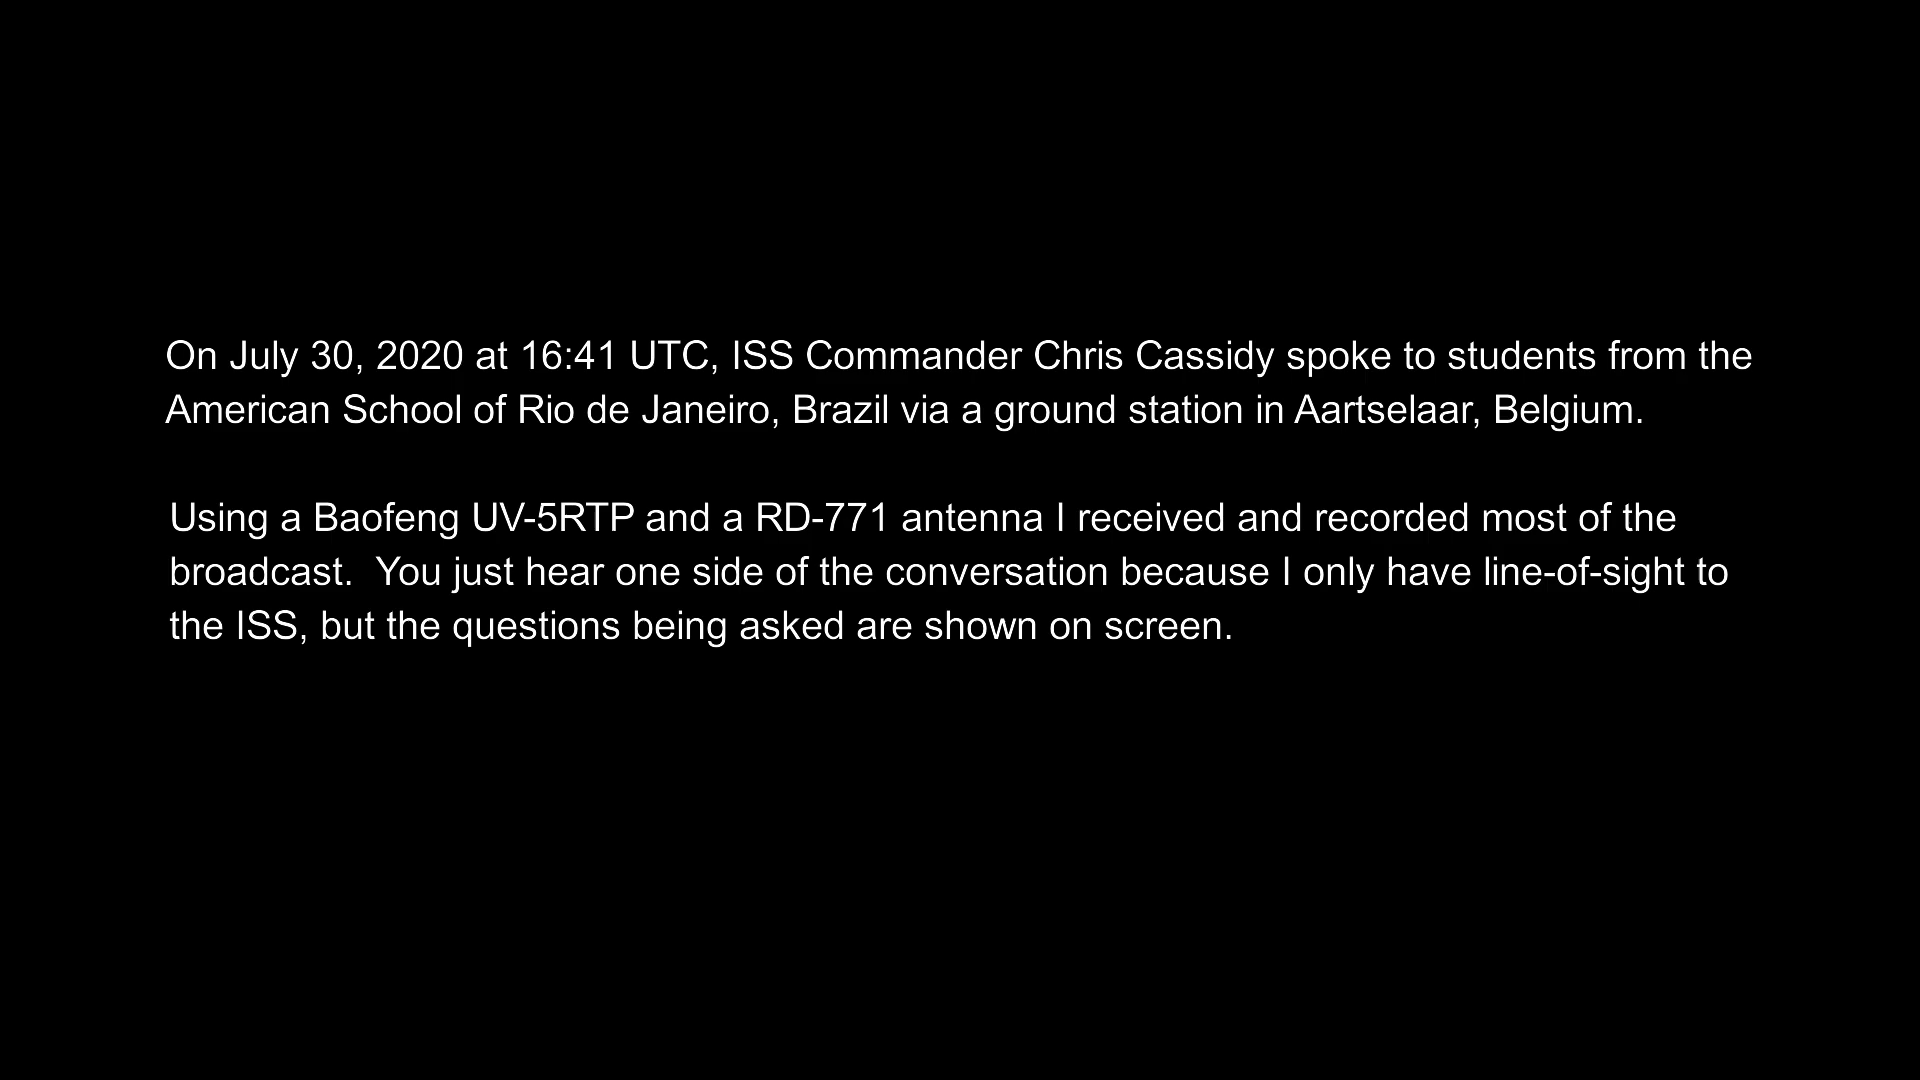 On July 30, 2020 at 16:41 UTC, ISS Commander Chris Cassidy spoke to students from the
American School of Rio de Janeiro, Brazil via a ground station in Aartselaar, Belgium.
Using a Baofeng UV-5RTP and a RD-771 antenna I received and recorded most of the
broadcast.  You just hear one side of the conversation because I only have line-of-sight to
the ISS, but the questions being asked are shown on screen.